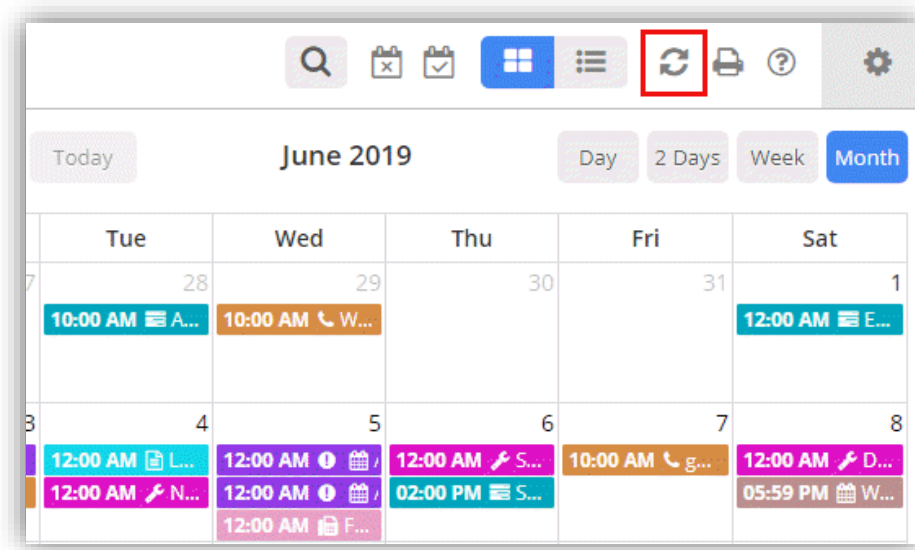 Today June 2019 Day 2 Days Week Month
Tue Wed Thu Fri Sat
28 29 30 31 1
10:00 AM A... 10:00 AM W... 12:00 AM E...
4 5 6 7 8
12:00 AM L... 12:00 AM 12:00 AM S... 10:00 AM g... 12:00 AM D...
12:00 AM N... 12:00 AM 02:00 PM S... 05:59 PM W...
12:00 AM F...